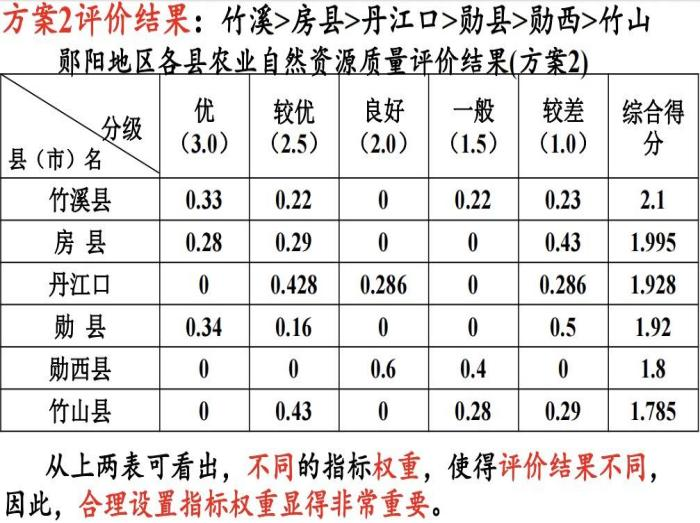 方案2评价结果：竹溪>房县>丹江口>勋县>勋西>竹山
郧阳地区各县农业自然资源质量评价结果(方案2)
分级 县（市）名 优（3.0） 较优（2.5） 良好（2.0） 一般（1.5） 较差（1.0） 综合得分
竹溪县 0.33 0.22 0 0.22 0.23 2.1
房 县 0.28 0.29 0 0 0.43 1.995
丹江口 0 0.428 0.286 0 0.286 1.928
勋 县 0.34 0.16 0 0 0.5 1.92
勋西县 0 0 0.6 0.4 0 1.8
竹山县 0 0.43 0 0.28 0.29 1.785
从上两表可看出，不同的指标权重，使得评价结果不同，
因此，合理设置指标权重显得非常重要。